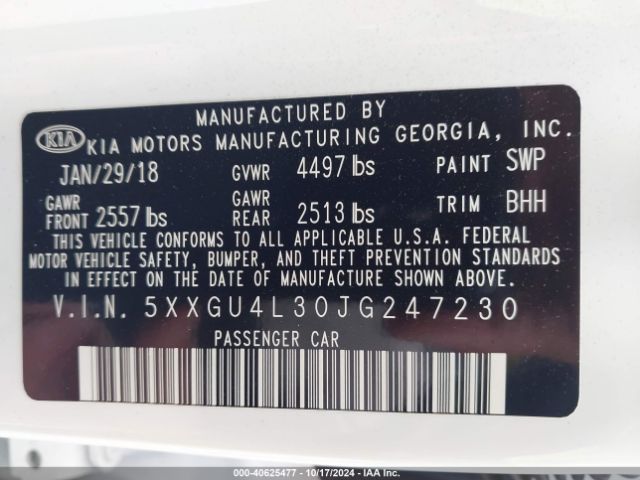 MANUFACTURED BY
KIA KIA MOTORS MANUFACTURING GEORGIA, INC.
JAN/29/18 GVWR 4497 lbs PAINT SWP
GAWR FRONT 2557 lbs GAWR REAR 2513 lbs TRIM BHH
THIS VEHICLE CONFORMS TO ALL APPLICABLE U.S.A. FEDERAL
MOTOR VEHICLE SAFETY, BUMPER, AND THEFT PREVENTION STANDARDS
IN EFFECT ON THE DATE OF MANUFACTURE SHOWN ABOVE.
V.I.N. 5XXGU4L30JG247230
PASSENGER CAR
000-40625477 - 10/17/2024 - IAAI.COM